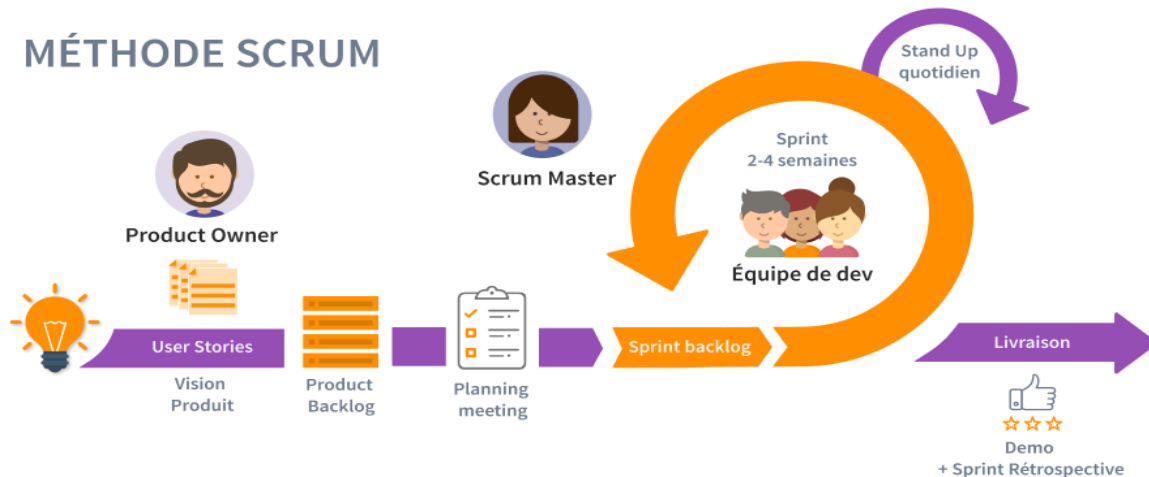 MÉTHODE SCRUM
Stand Up
quotidien
Sprint
2-4 semaines
Scrum Master
Product Owner
Équipe de dev
User Stories
Sprint backlog
Livraison
Vision
Produit
Product
Backlog
Planning
meeting
Demo
+ Sprint Rétrospective